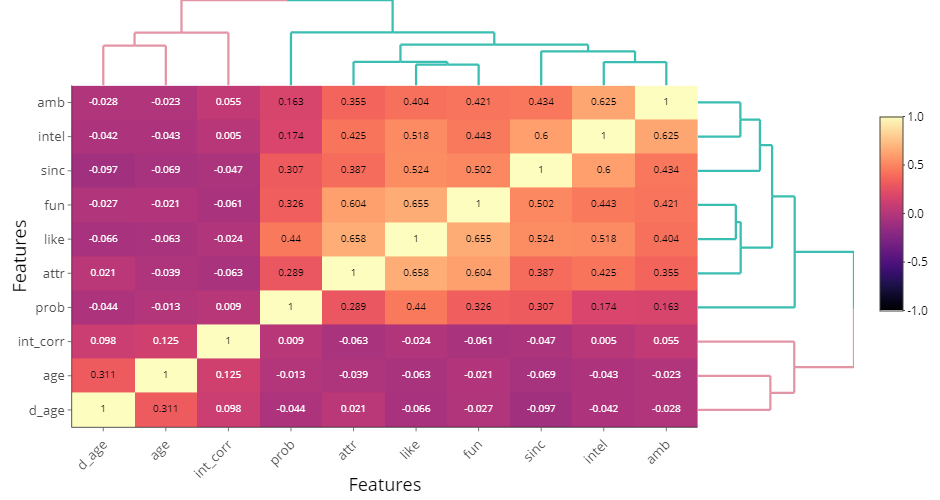 amb -0.028 -0.023 0.055 0.163 0.355 0.404 0.421 0.434 0.625 1
intel -0.042 -0.043 0.005 0.174 0.425 0.518 0.443 0.6 1 0.625
sinc -0.097 -0.069 -0.047 0.307 0.387 0.524 0.502 1 0.6 0.434
fun -0.027 -0.021 -0.061 0.326 0.604 0.655 1 0.502 0.443 0.421
like -0.066 -0.063 -0.024 0.44 0.658 1 0.655 0.524 0.518 0.404
attr 0.021 -0.039 -0.063 0.289 1 0.658 0.604 0.387 0.425 0.355
prob -0.044 -0.013 0.009 1 0.289 0.44 0.326 0.307 0.174 0.163
int_corr 0.098 0.125 1 0.009 -0.063 -0.024 -0.061 -0.047 0.005 0.055
age 0.311 1 0.125 -0.013 -0.039 -0.063 -0.021 -0.069 -0.043 -0.023
d_age 1 0.311 0.098 -0.044 0.021 -0.066 -0.027 -0.097 -0.042 -0.028
d_age age int_corr prob attr like fun sinc intel amb
Features
Features
1.0
0.5
0.0
-0.5
-1.0